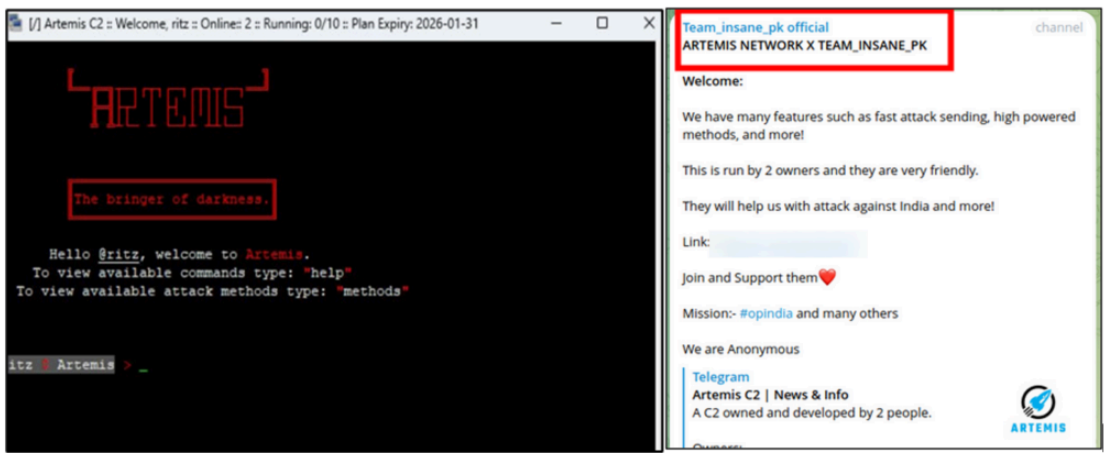 [/] Artemis C2 :: Welcome, ritz :: Online: 2 :: Running: 0/10 :: Plan Expiry: 2026-01-31
ARTEMIS
The bringer of darkness.
Hello @ritz, welcome to Artemis.
To view available commands type: "help"
To view available attack methods type: "methods"
itz Artemis > _
Team_insane_pk official
channel
ARTEMIS NETWORK X TEAM_INSANE_PK
Welcome:
We have many features such as fast attack sending, high powered
methods, and more!
This is run by 2 owners and they are very friendly.
They will help us with attack against India and more!
Link:
Join and Support them❤️
Mission:- #opindia and many others
We are Anonymous
Telegram
Artemis C2 | News & Info
A C2 owned and developed by 2 people.
ARTEMIS
Owners: